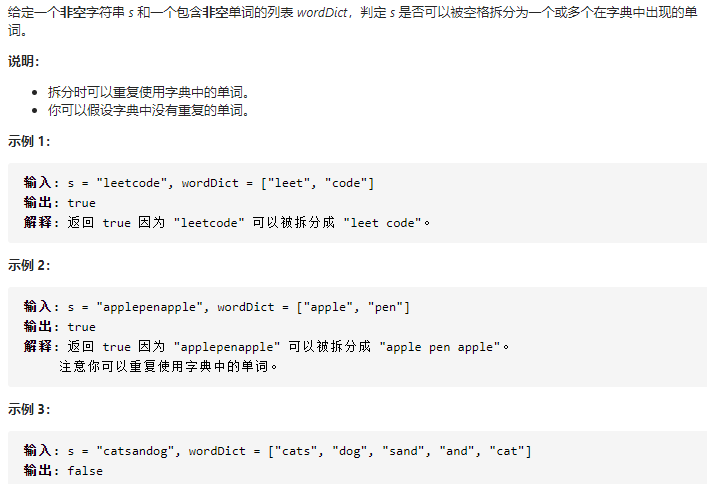 给定一个非空字符串 s 和一个包含非空单词的列表 wordDict，判定 s 是否可以被空格拆分为一个或多个在字典中出现的单
词。
说明：
• 拆分时可以重复使用字典中的单词。
• 你可以假设字典中没有重复的单词。
示例 1：
输入: s = "leetcode", wordDict = ["leet", "code"]
输出: true
解释: 返回 true 因为 "leetcode" 可以被拆分成 "leet code"。
示例 2：
输入: s = "applepenapple", wordDict = ["apple", "pen"]
输出: true
解释: 返回 true 因为 "applepenapple" 可以被拆分成 "apple pen apple"。
注意你可以重复使用字典中的单词。
示例 3：
输入: s = "catsandog", wordDict = ["cats", "dog", "sand", "and", "cat"]
输出: false